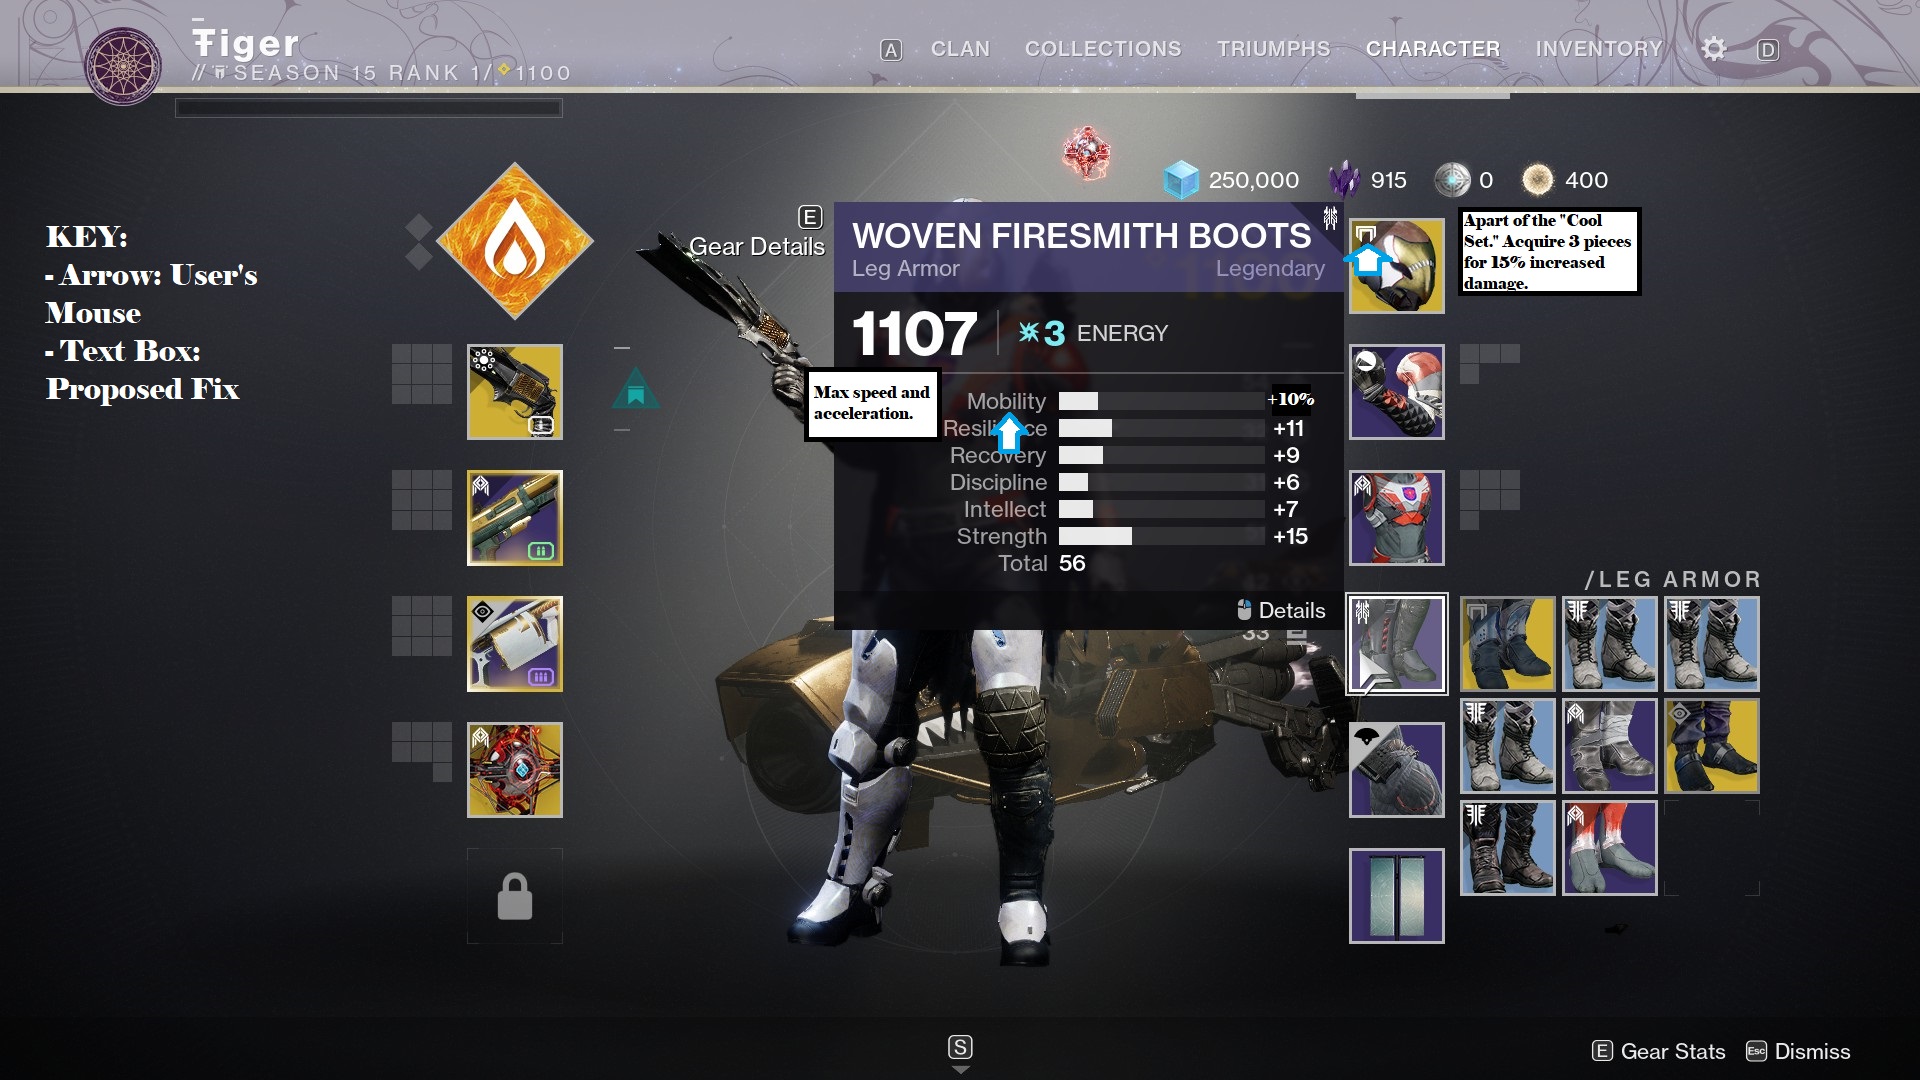 Ŧiger
// SEASON 15 RANK 1/ 1100
A CLAN COLLECTIONS TRIUMPHS CHARACTER INVENTORY D
250,000 915 0 400
KEY:
- Arrow: User's
Mouse
- Text Box:
Proposed Fix
E
Gear Details
WOVEN FIRESMITH BOOTS
Leg Armor Legendary
1107 3 ENERGY
Max speed and
acceleration.
Mobility +10%
Resilience +11
Recovery +9
Discipline +6
Intellect +7
Strength +15
Total 56
Details
33
Apart of the "Cool
Set." Acquire 3 pieces
for 15% increased
damage.
/LEG ARMOR
S
E Gear Stats Esc Dismiss